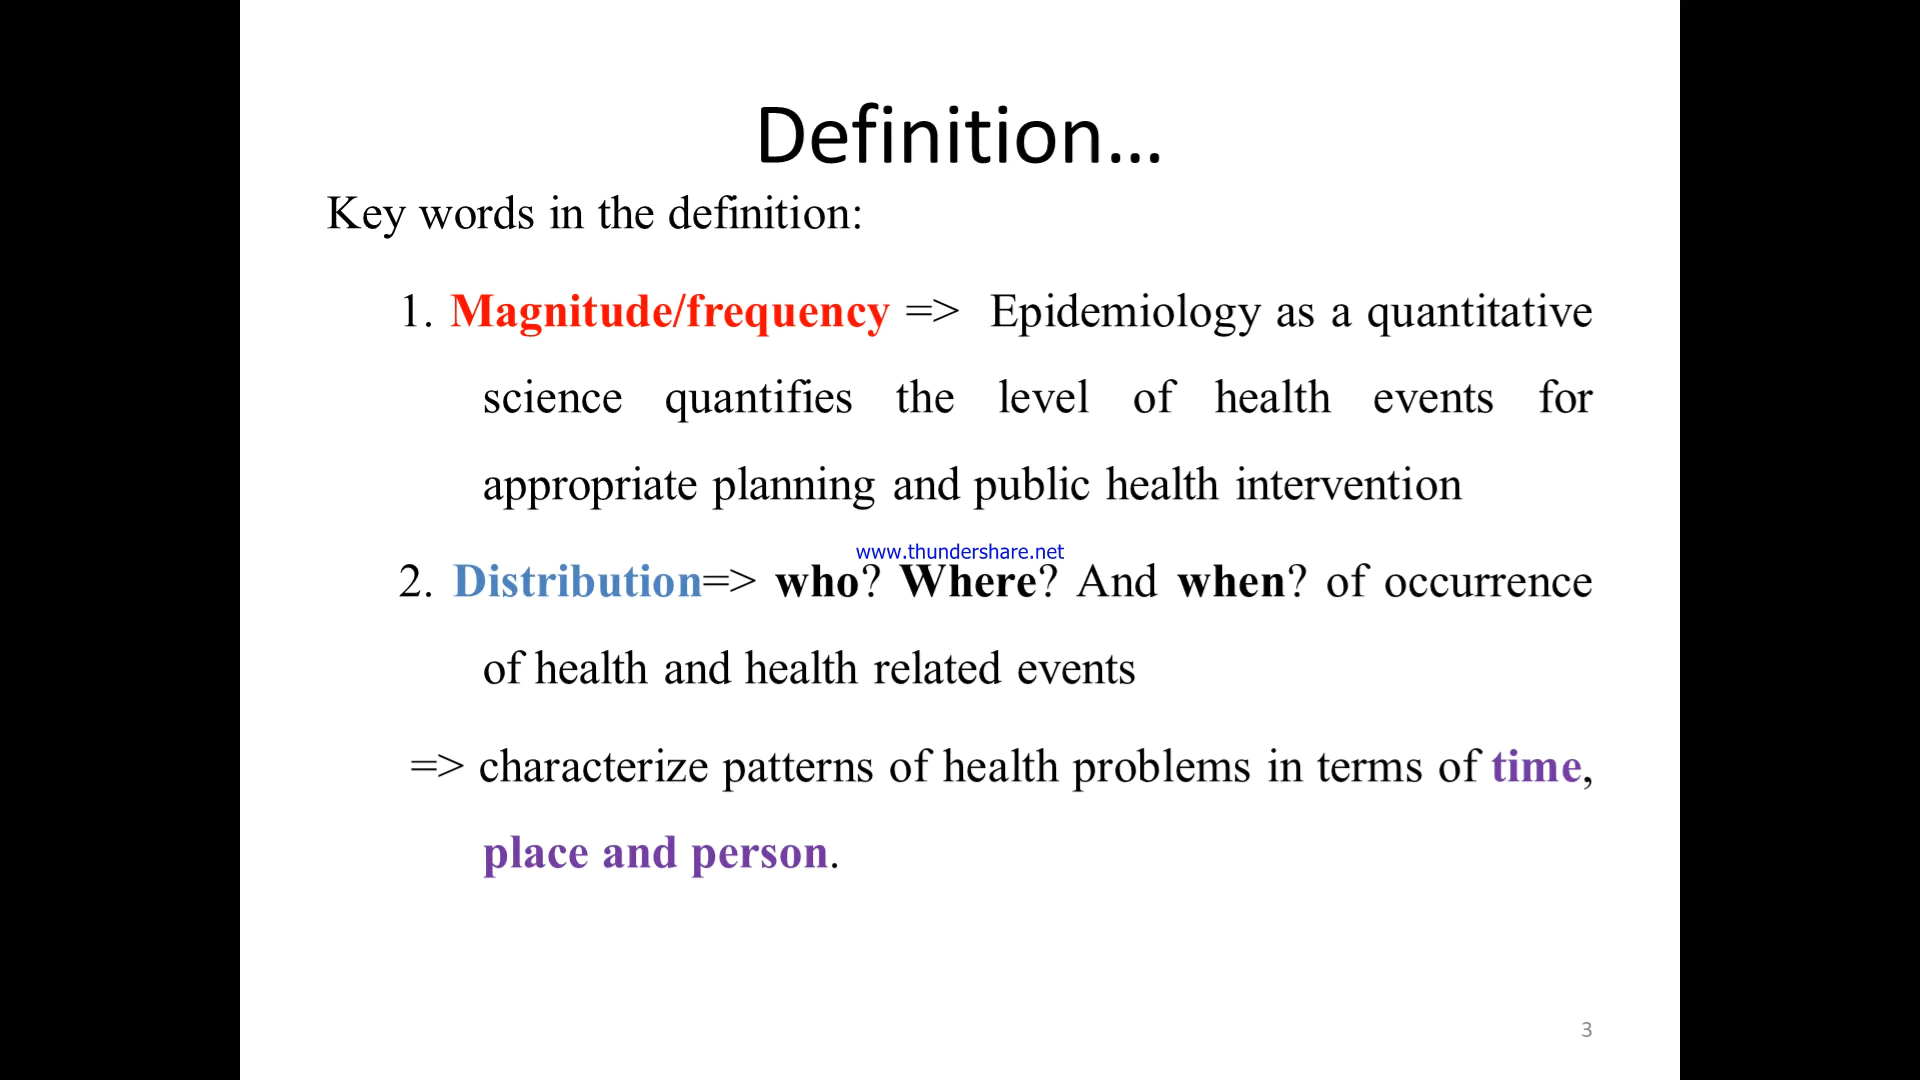 Definition...
Key words in the definition:
1. Magnitude/frequency => Epidemiology as a quantitative
science quantifies the level of health events for
appropriate planning and public health intervention
www.thundershare.net
2. Distribution=> who? Where? And when? of occurrence
of health and health related events
=> characterize patterns of health problems in terms of time,
place and person.
3